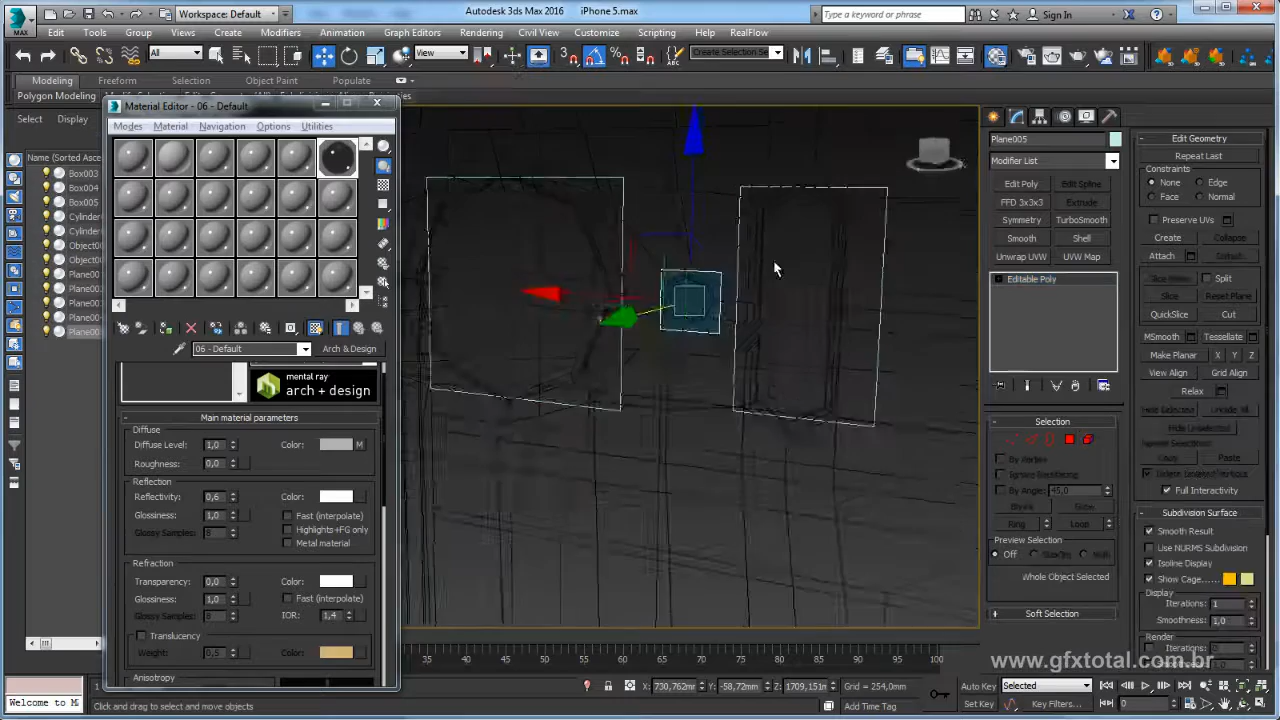 Workspace: Default
Autodesk 3ds Max 2016 iPhone 5.max
Type a keyword or phrase
Sign In
MAX
Edit Tools Group Views Create Modifiers Animation Graph Editors Rendering Civil View Customize Scripting Help RealFlow
All
View
Create Selection Se
Modeling Freeform Selection Object Paint Populate
Polygon Modeling
Select Display
Name (Sorted Asce
Box003
Box004
Box005
Cylinder
Cylinder
Object00
Object00
Plane00
Plane00
Plane00
Plane00
Plane00
Material Editor - 06 - Default
Modes Material Navigation Options Utilities
06 - Default
Arch & Design
mental ray
arch + design
Main material parameters
Diffuse
Diffuse Level: 1,0 Color: M
Roughness: 0,0
Reflection
Reflectivity: 0,6 Color:
Glossiness: 1,0 Fast (interpolate)
Glossy Samples: 8 Highlights+FG only
Metal material
Refraction
Transparency: 0,0 Color:
Glossiness: 1,0 Fast (interpolate)
Glossy Samples: 8 IOR: 1,4
Translucency
Weight: 0,5 Color:
Anisotropy
Plane005
Modifier List
Edit Poly Edit Spline
FFD 3x3x3 Extrude
Symmetry TurboSmooth
Smooth Shell
Unwrap UVW UVW Map
Editable Poly
Selection
By Vertex
Ignore Backfacing
By Angle: 45,0
Shrink Grow
Ring Loop
Preview Selection
Off SubObj Multi
Whole Object Selected
Soft Selection
Edit Geometry
Repeat Last
Constraints
None Edge
Face Normal
Preserve UVs
Create Collapse
Attach Detach
Slice Plane Split
Slice Reset Plane
QuickSlice Cut
MSmooth Tessellate
Make Planar X Y Z
View Align Grid Align
Relax
Hide Selected Unhide All
Hide Unselected
Named Selections:
Copy Paste
Delete Isolated Vertices
Full Interactivity
Subdivision Surface
Smooth Result
Use NURMS Subdivision
Isoline Display
Show Cage......
Display
Iterations: 1
Smoothness: 1,0
Render
Iterations: 0
35 40 45 50 55 60 65 70 75 80 85 90 95 100
www.gfxtotal.com.br
X: 730,762mm Y: -58,72mm Z: 1709,151m Grid = 254,0mm
Auto Key Selected
Welcome to M
Click and drag to select and move objects
Add Time Tag
Set Key Key Filters... 0